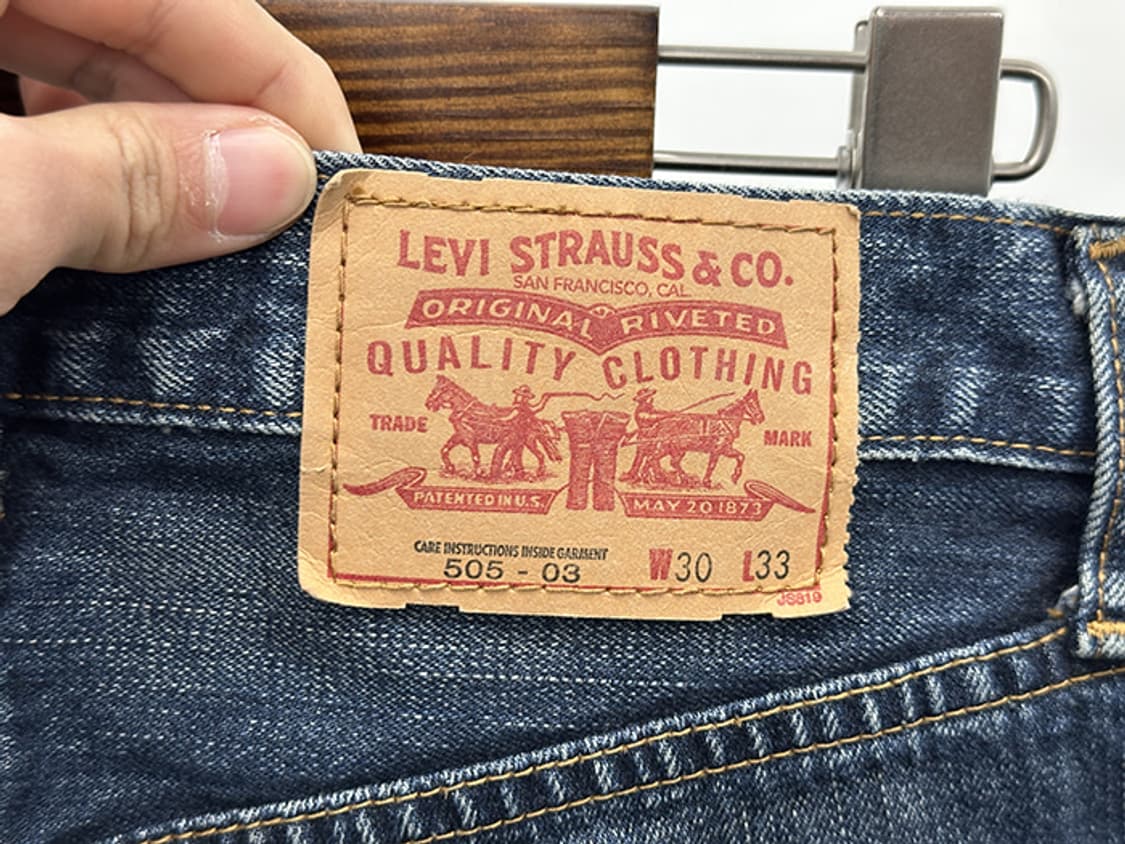 LEVI STRAUSS & CO.
SAN FRANCISCO, CAL
ORIGINAL RIVETED
QUALITY CLOTHING
TRADE MARK
PATENTED IN U.S. MAY 20 1873
CARE INSTRUCTIONS INSIDE GARMENT
505 - 03 W30 L33
JS819